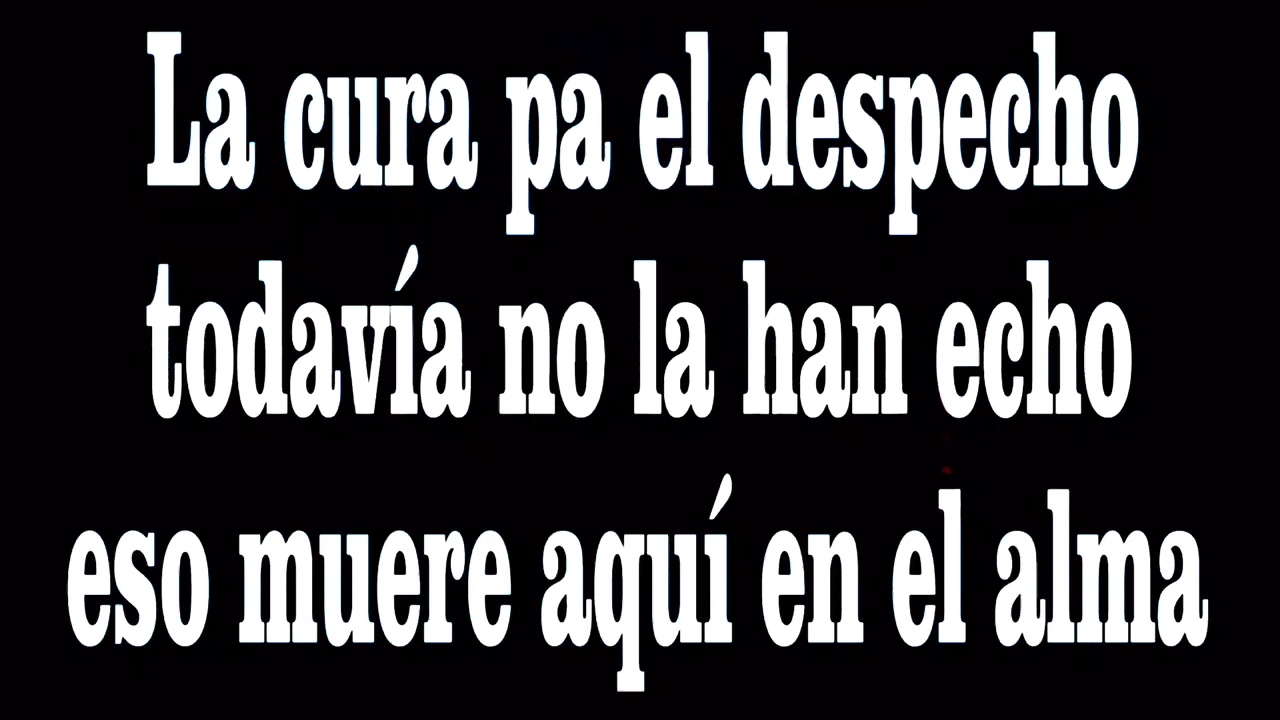 La cura pa el despecho
todavía no la han echo
eso muere aquí en el alma